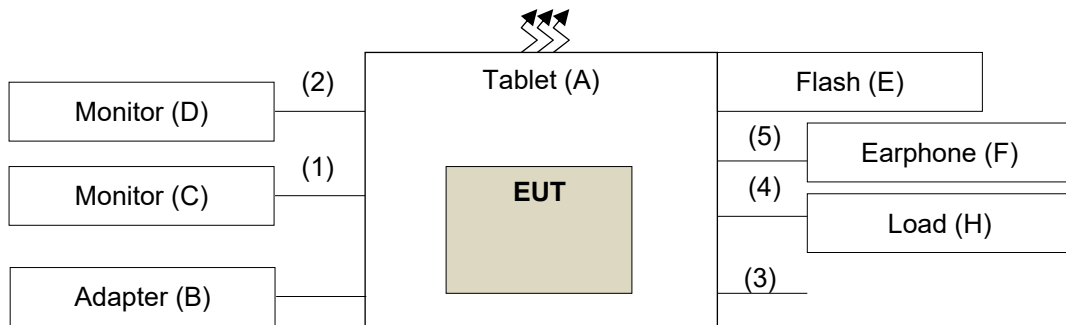 Tablet (A)
(2)
Monitor (D)
(1)
Monitor (C)
Adapter (B)
EUT
Flash (E)
(5)
Earphone (F)
(4)
Load (H)
(3)